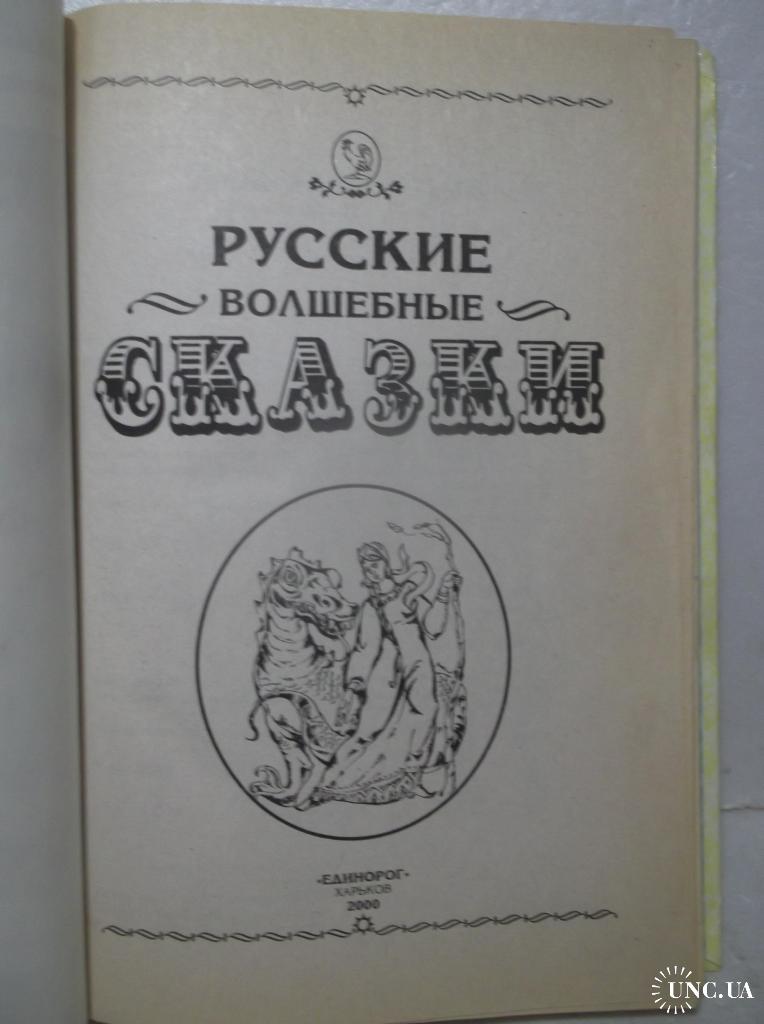 РУССКИЕ
ВОЛШЕБНЫЕ
СКАЗКИ
«ЕДИНОРОГ»
ХАРЬКОВ
2000
UNC.UA